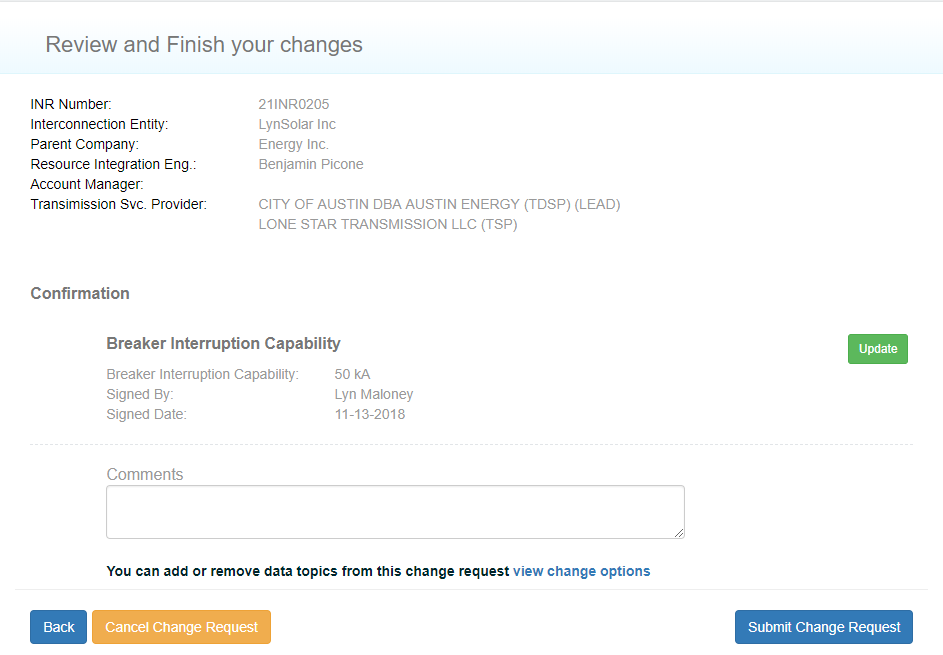 Review and Finish your changes
INR Number: 21INR0205
Interconnection Entity: LynSolar Inc
Parent Company: Energy Inc.
Resource Integration Eng.: Benjamin Picone
Account Manager:
Transimission Svc. Provider: CITY OF AUSTIN DBA AUSTIN ENERGY (TDSP) (LEAD)
LONE STAR TRANSMISSION LLC (TSP)
Confirmation
Breaker Interruption Capability Update
Breaker Interruption Capability: 50 kA
Signed By: Lyn Maloney
Signed Date: 11-13-2018
Comments
You can add or remove data topics from this change request view change options
Back Cancel Change Request Submit Change Request